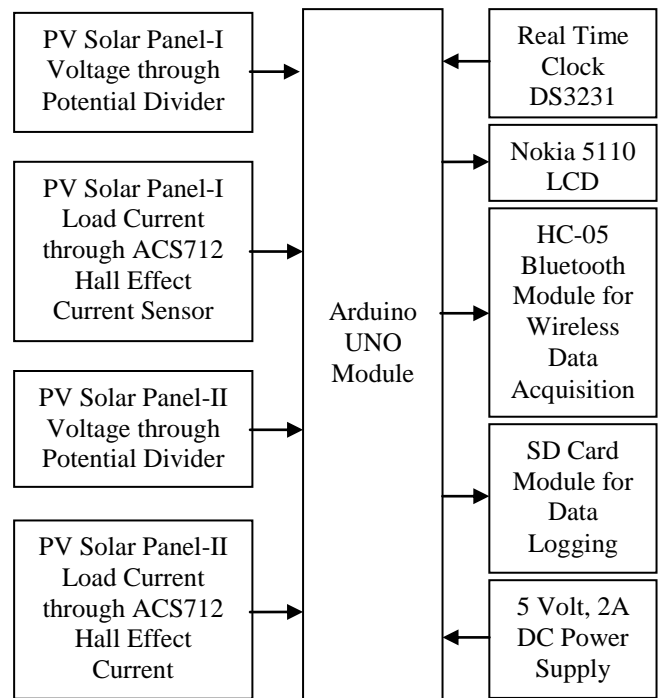 PV Solar Panel-I
Voltage through
Potential Divider
PV Solar Panel-I
Load Current
through ACS712
Hall Effect
Current Sensor
PV Solar Panel-II
Voltage through
Potential Divider
PV Solar Panel-II
Load Current
through ACS712
Hall Effect
Current
Arduino
UNO
Module
Real Time
Clock
DS3231
Nokia 5110
LCD
HC-05
Bluetooth
Module for
Wireless
Data
Acquisition
SD Card
Module for
Data
Logging
5 Volt, 2A
DC Power
Supply